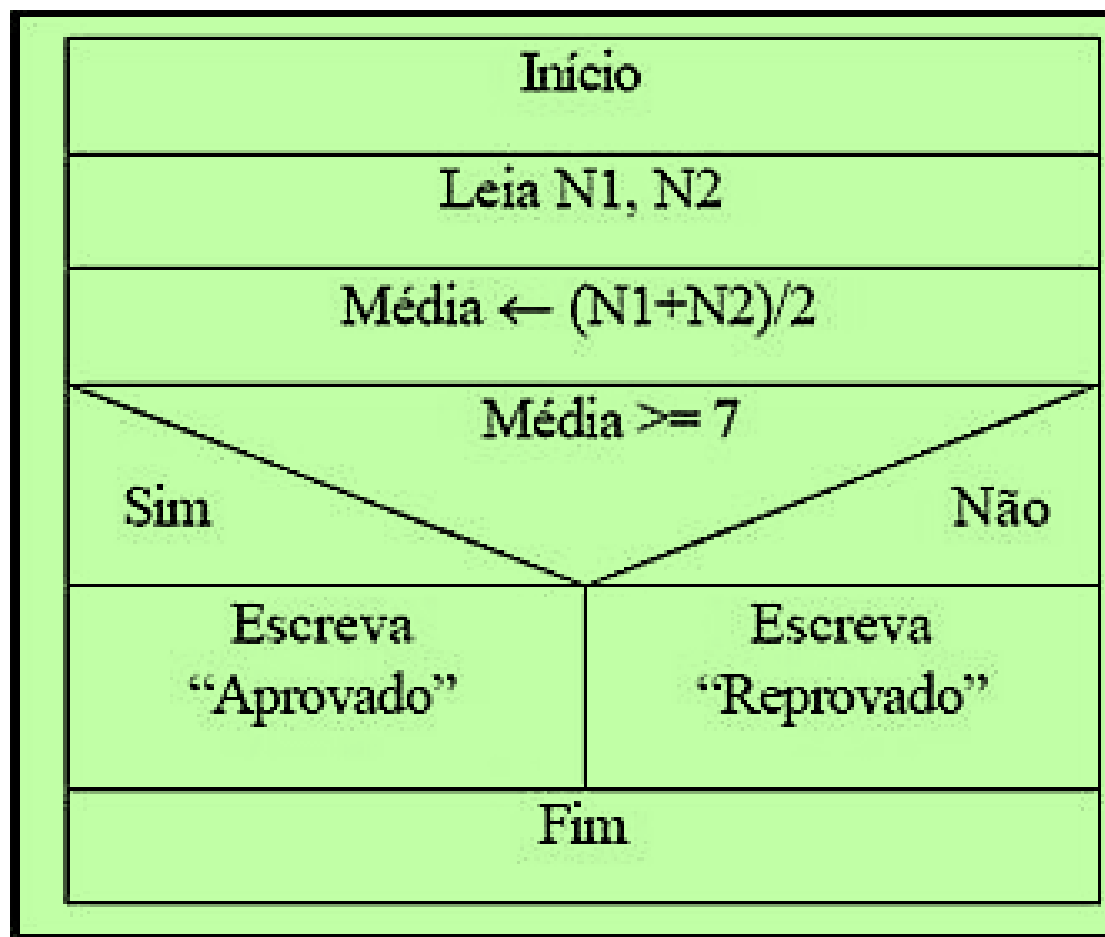 Início
Leia N1, N2
Média ← (N1+N2)/2
Média >= 7
Sim
Não
Escreva
“Aprovado”
Escreva
“Reprovado”
Fim